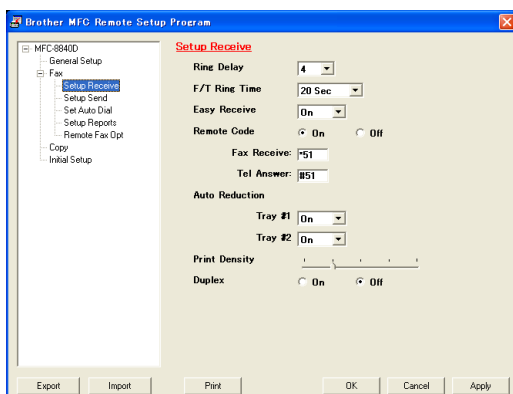 Brother MFC Remote Setup Program
MFC-8840D
General Setup
Fax
Setup Receive
Setup Send
Set Auto Dial
Setup Reports
Remote Fax Opt
Copy
Initial Setup
Setup Receive
Ring Delay 4
F/T Ring Time 20 Sec
Easy Receive On
Remote Code On Off
Fax Receive: *51
Tel Answer: #51
Auto Reduction
Tray #1 On
Tray #2 On
Print Density
Duplex On Off
Export Import Print OK Cancel Apply